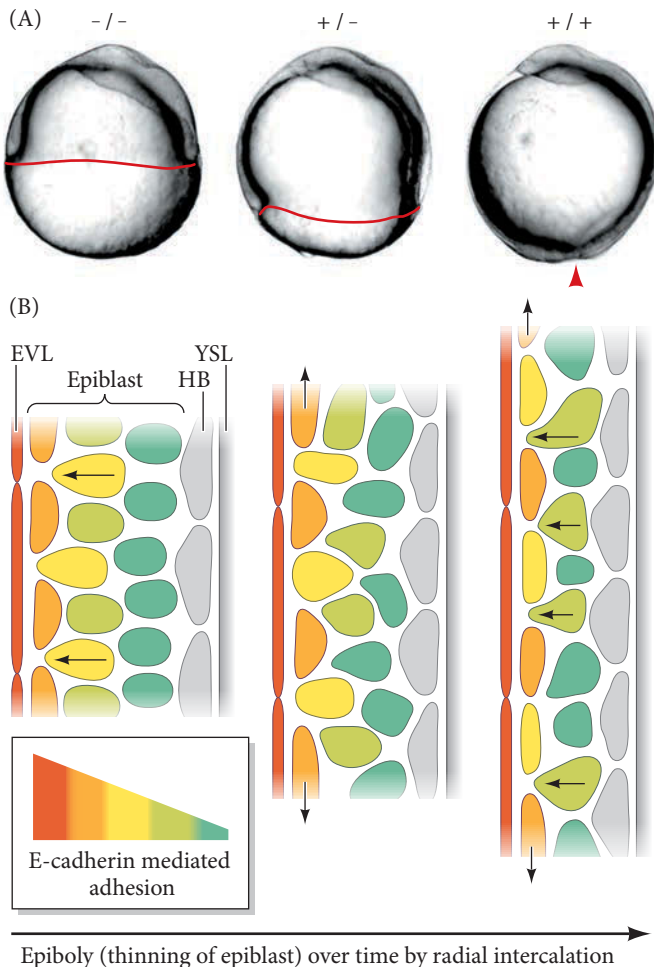 (A)
– / –
+ / –
+ / +
(B)
EVL
YSL
Epiblast
HB
E-cadherin mediated
adhesion
Epiboly (thinning of epiblast) over time by radial intercalation